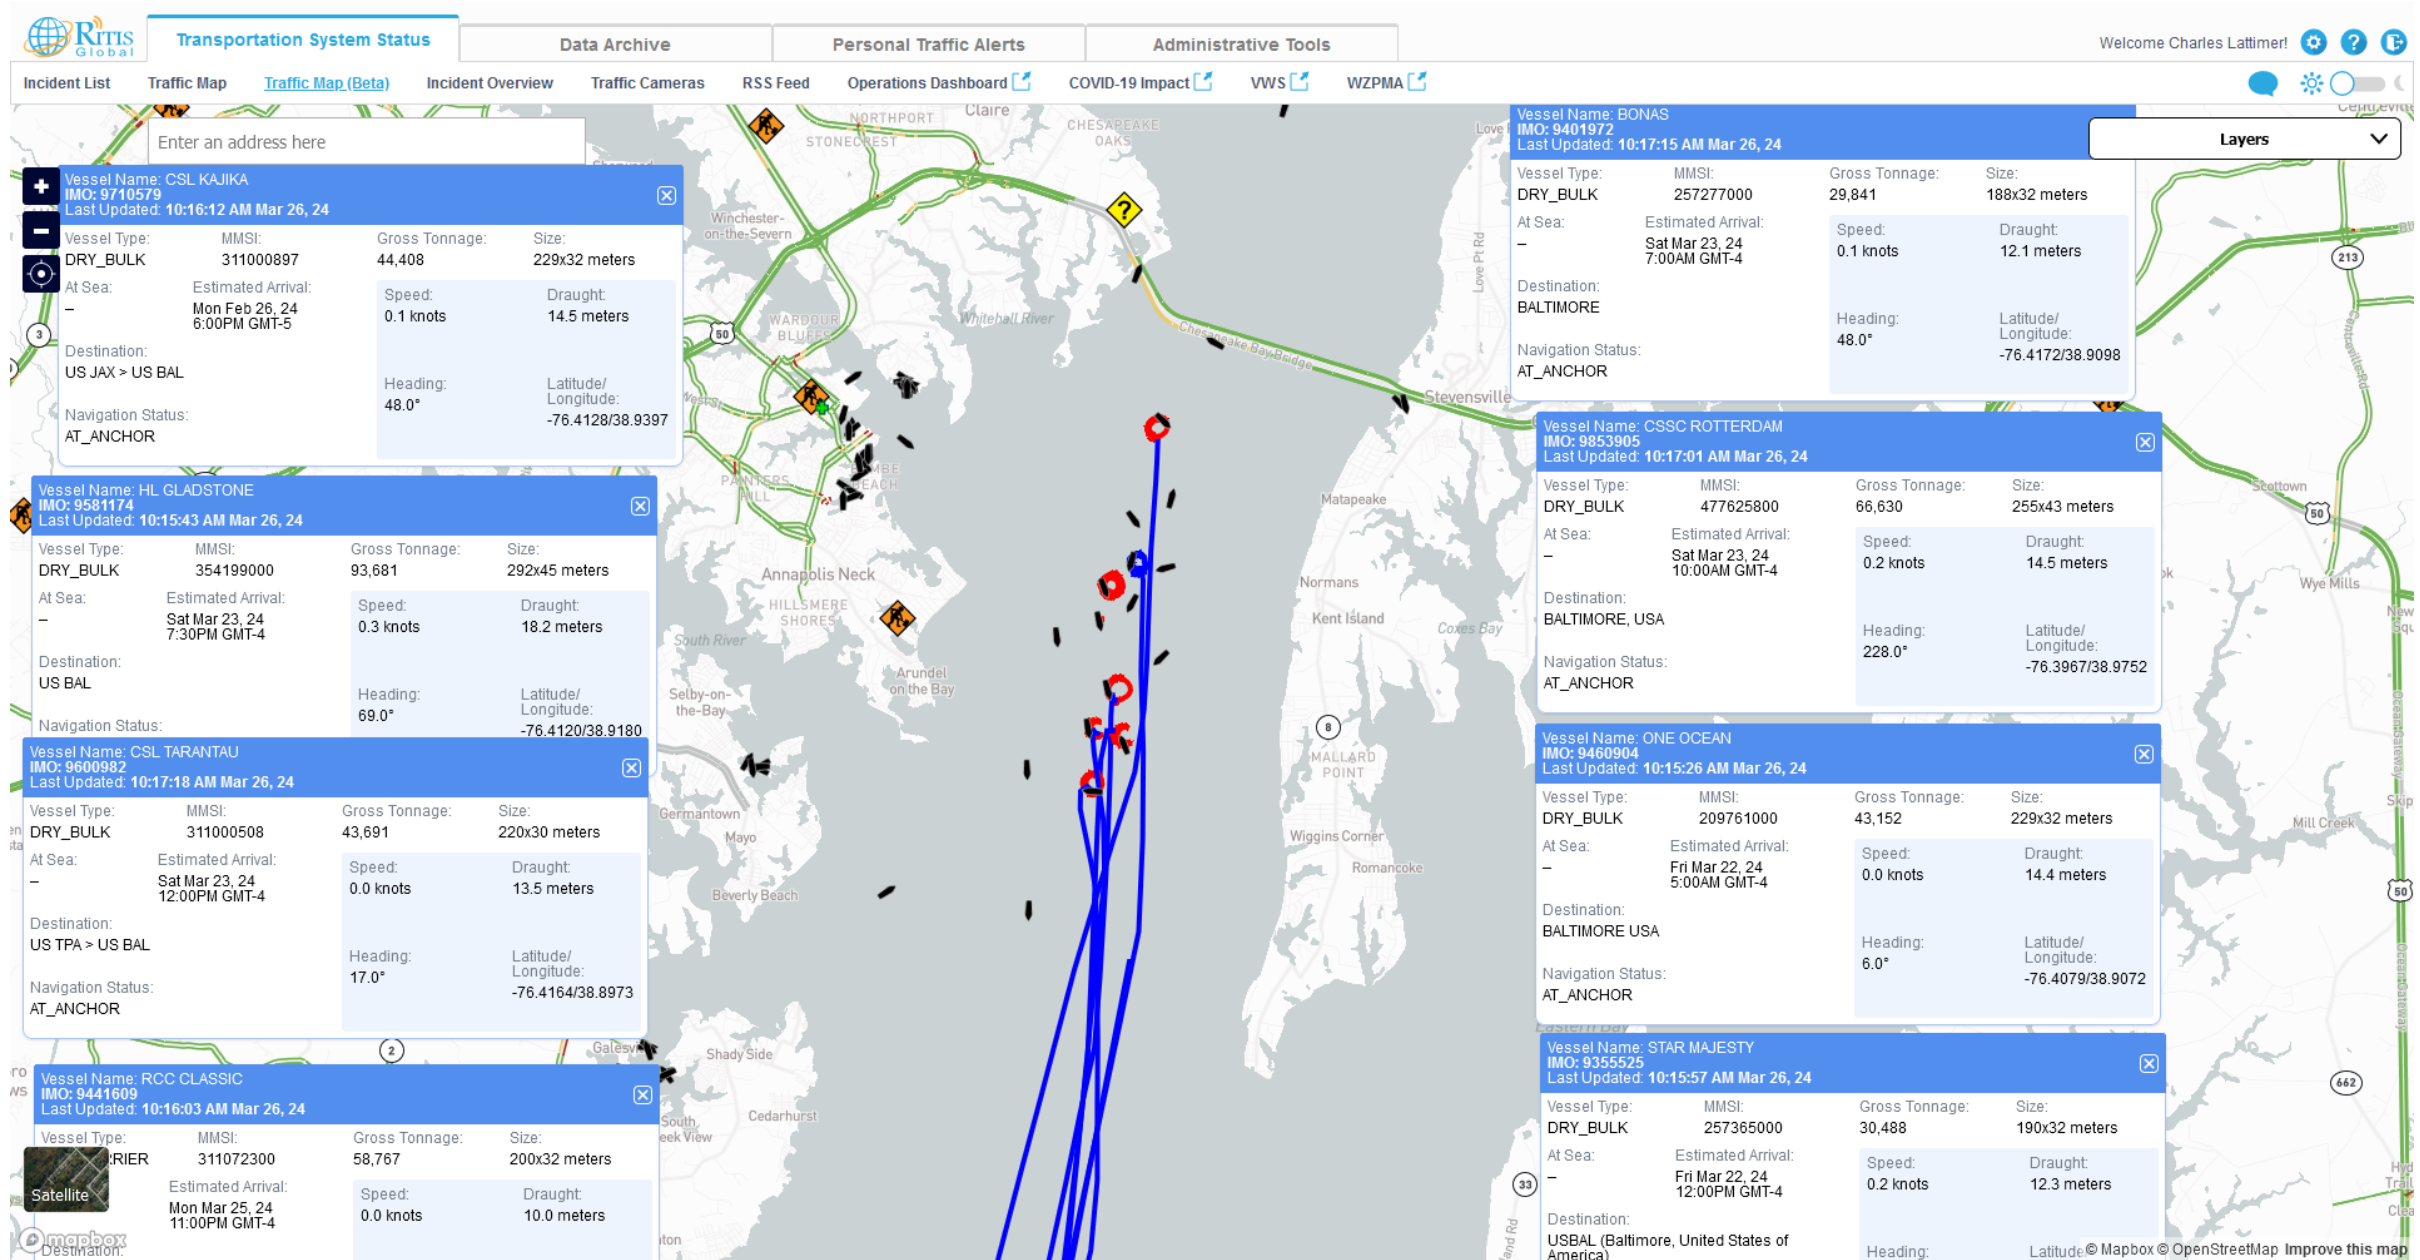 RITIS
Global
Transportation System Status
Data Archive
Personal Traffic Alerts
Administrative Tools
Welcome Charles Lattimer!
Incident List
Traffic Map
Traffic Map (Beta)
Incident Overview
Traffic Cameras
RSS Feed
Operations Dashboard
COVID-19 Impact
VWS
WZPMA
Enter an address here
Layers
Vessel Name: CSL KAJIKA
IMO: 9710579
Last Updated: 10:16:12 AM Mar 26, 24
Vessel Type: MMSI: Gross Tonnage: Size:
DRY_BULK 311000897 44,408 229x32 meters
At Sea: Estimated Arrival: Speed: Draught:
– Mon Feb 26, 24 0.1 knots 14.5 meters
6:00PM GMT-5
Destination:
US JAX > US BAL
Heading: Latitude/
Longitude:
48.0° -76.4128/38.9397
Navigation Status:
AT_ANCHOR
Vessel Name: HL GLADSTONE
IMO: 9581174
Last Updated: 10:15:43 AM Mar 26, 24
Vessel Type: MMSI: Gross Tonnage: Size:
DRY_BULK 354199000 93,681 292x45 meters
At Sea: Estimated Arrival: Speed: Draught:
– Sat Mar 23, 24 0.3 knots 18.2 meters
7:30PM GMT-4
Destination:
US BAL
Heading: Latitude/
Longitude:
69.0° -76.4120/38.9180
Navigation Status:
Vessel Name: CSL TARANTAU
IMO: 9600982
Last Updated: 10:17:18 AM Mar 26, 24
Vessel Type: MMSI: Gross Tonnage: Size:
DRY_BULK 311000508 43,691 220x30 meters
At Sea: Estimated Arrival: Speed: Draught:
– Sat Mar 23, 24 0.0 knots 13.5 meters
12:00PM GMT-4
Destination:
US TPA > US BAL
Heading: Latitude/
Longitude:
17.0° -76.4164/38.8973
Navigation Status:
AT_ANCHOR
Vessel Name: RCC CLASSIC
IMO: 9441609
Last Updated: 10:16:03 AM Mar 26, 24
Vessel Type: MMSI: Gross Tonnage: Size:
RRIER 311072300 58,767 200x32 meters
Estimated Arrival: Speed: Draught:
Mon Mar 25, 24 0.0 knots 10.0 meters
11:00PM GMT-4
Destination:
Satellite
mapbox
Vessel Name: BONAS
IMO: 9401972
Last Updated: 10:17:15 AM Mar 26, 24
Vessel Type: MMSI: Gross Tonnage: Size:
DRY_BULK 257277000 29,841 188x32 meters
At Sea: Estimated Arrival: Speed: Draught:
– Sat Mar 23, 24 0.1 knots 12.1 meters
7:00AM GMT-4
Destination:
BALTIMORE
Heading: Latitude/
Longitude:
48.0° -76.4172/38.9098
Navigation Status:
AT_ANCHOR
Vessel Name: CSSC ROTTERDAM
IMO: 9853905
Last Updated: 10:17:01 AM Mar 26, 24
Vessel Type: MMSI: Gross Tonnage: Size:
DRY_BULK 477625800 66,630 255x43 meters
At Sea: Estimated Arrival: Speed: Draught:
– Sat Mar 23, 24 0.2 knots 14.5 meters
10:00AM GMT-4
Destination:
BALTIMORE, USA
Heading: Latitude/
Longitude:
228.0° -76.3967/38.9752
Navigation Status:
AT_ANCHOR
Vessel Name: ONE OCEAN
IMO: 9460904
Last Updated: 10:15:26 AM Mar 26, 24
Vessel Type: MMSI: Gross Tonnage: Size:
DRY_BULK 209761000 43,152 229x32 meters
At Sea: Estimated Arrival: Speed: Draught:
– Fri Mar 22, 24 0.0 knots 14.4 meters
5:00AM GMT-4
Destination:
BALTIMORE USA
Heading: Latitude/
Longitude:
6.0° -76.4079/38.9072
Navigation Status:
AT_ANCHOR
Vessel Name: STAR MAJESTY
IMO: 9355525
Last Updated: 10:15:57 AM Mar 26, 24
Vessel Type: MMSI: Gross Tonnage: Size:
DRY_BULK 257365000 30,488 190x32 meters
At Sea: Estimated Arrival: Speed: Draught:
– Fri Mar 22, 24 0.2 knots 12.3 meters
12:00PM GMT-4
Destination:
USBAL (Baltimore, United States of
America)
Heading: Latitude
NORTHPORT
Claire
STONECREST
CHESAPEAKE
OAKS
Winchester-
on-the-Severn
Love Pt Rd
WARDOUR
BLUFFS
Whitehall River
50
3
West St
Chesapeake Bay Bridge
Stevensville
213
Centreville Rd
BEACH
Matapeake
Annapolis Neck
HILLSMERE
SHORES
South River
Normans
Kent Island
Coxes Bay
Arundel
on the Bay
Selby-on-
the-Bay
8
MALLARD
POINT
Germantown
Mayo
Beverly Beach
Wiggins Corner
Romancoke
Eastern Bay
2
Shady Side
Cedarhurst
South
33
Scottown
50
Wye Mills
Mill Creek
50
Ocean Gateway
662
© Mapbox © OpenStreetMap Improve this map